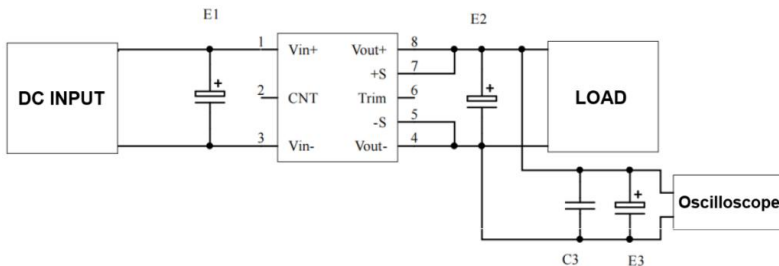 E1
E2
DC INPUT
1
Vin+
Vout+
8
+S
7
2
CNT
Trim
6
-S
5
3
Vin-
Vout-
4
LOAD
Oscilloscope
C3
E3
+
+
+